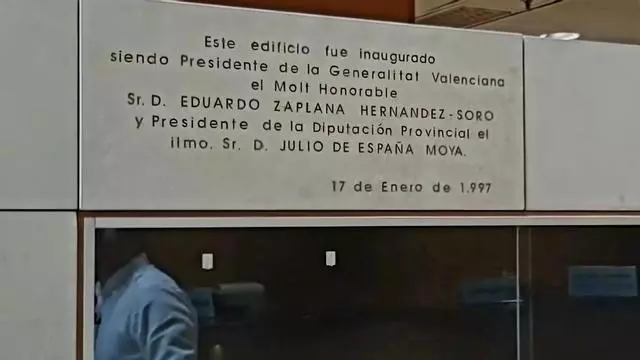 Este edificio fue inaugurado
siendo Presidente de la Generalitat Valenciana
el Molt Honorable
Sr. D. EDUARDO ZAPLANA HERNANDEZ-SORO
y Presidente de la Diputación Provincial el
ilmo. Sr. D. JULIO DE ESPAÑA MOYA.
17 de Enero de 1.997